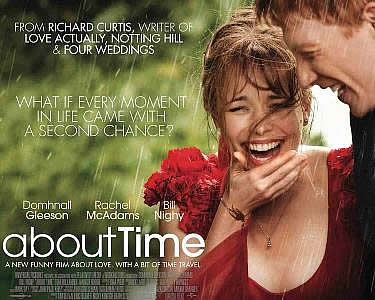 FROM RICHARD CURTIS, WRITER OF
LOVE ACTUALLY, NOTTING HILL
& FOUR WEDDINGS
WHAT IF EVERY MOMENT
IN LIFE CAME WITH
A SECOND CHANCE?
Domhnall Rachel Bill
Gleeson McAdams Nighy
aboutTime
A NEW FUNNY FILM ABOUT LOVE. WITH A BIT OF TIME TRAVEL.